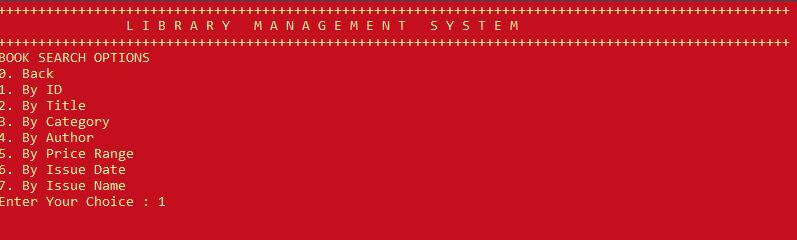 ++++++++++++++++++++++++++++++++++++++++++++++++++++++++++++++++++++++++++++++++++++++++++++++++++++
L I B R A R Y   M A N A G E M E N T   S Y S T E M
++++++++++++++++++++++++++++++++++++++++++++++++++++++++++++++++++++++++++++++++++++++++++++++++++++
BOOK SEARCH OPTIONS
0. Back
1. By ID
2. By Title
3. By Category
4. By Author
5. By Price Range
6. By Issue Date
7. By Issue Name
Enter Your Choice : 1